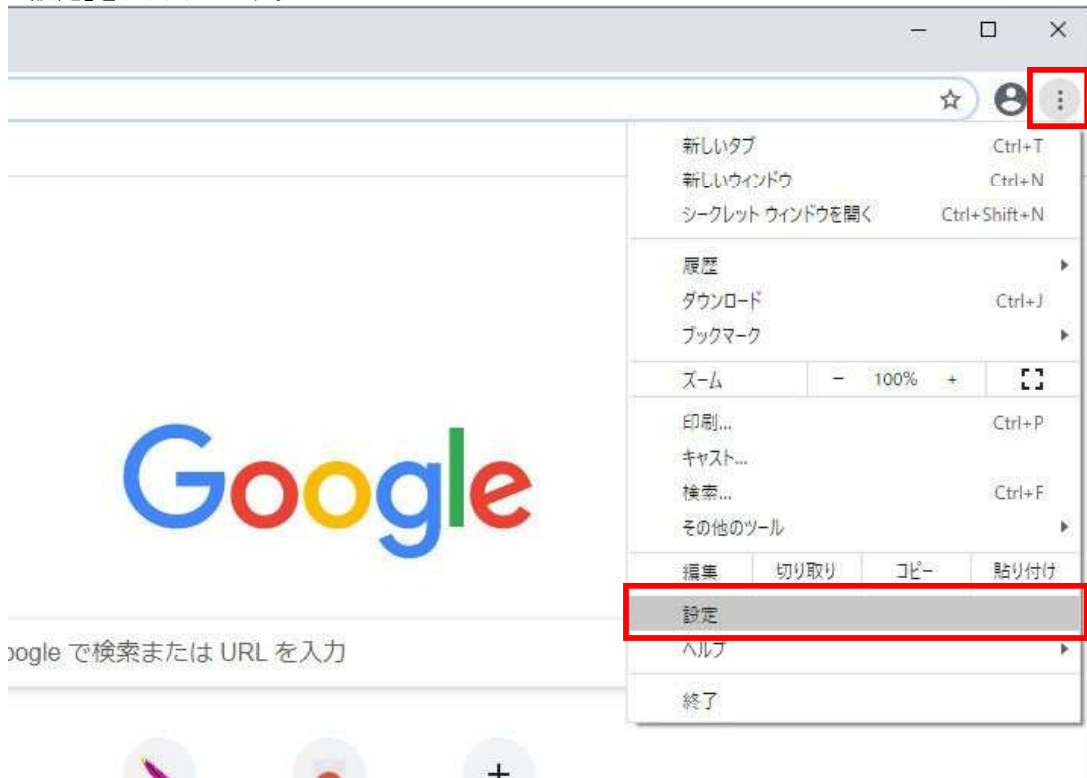 新しいタブ Ctrl+T
新しいウィンドウ Ctrl+N
シークレット ウィンドウを開く Ctrl+Shift+N
履歴
ダウンロード Ctrl+J
ブックマーク
ズーム - 100% +
印刷... Ctrl+P
キャスト...
検索... Ctrl+F
その他のツール
編集 切り取り コピー 貼り付け
設定
ヘルプ
終了
Google
oogle で検索または URL を入力